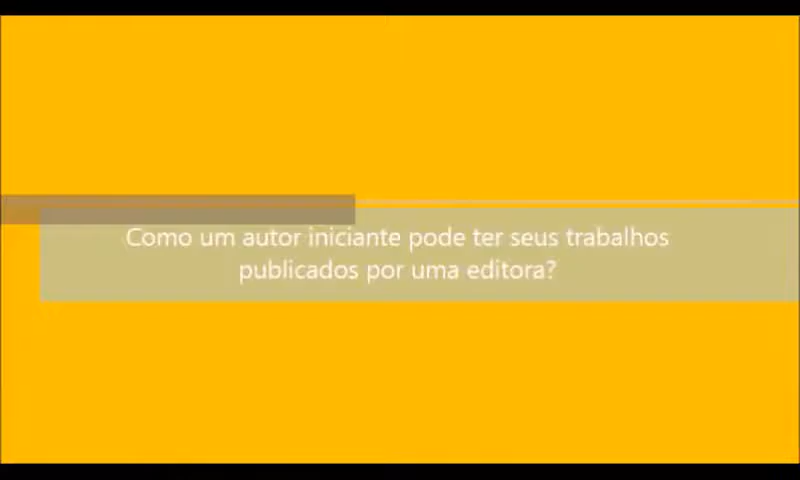 Como um autor iniciante pode ter seus trabalhos
publicados por uma editora?